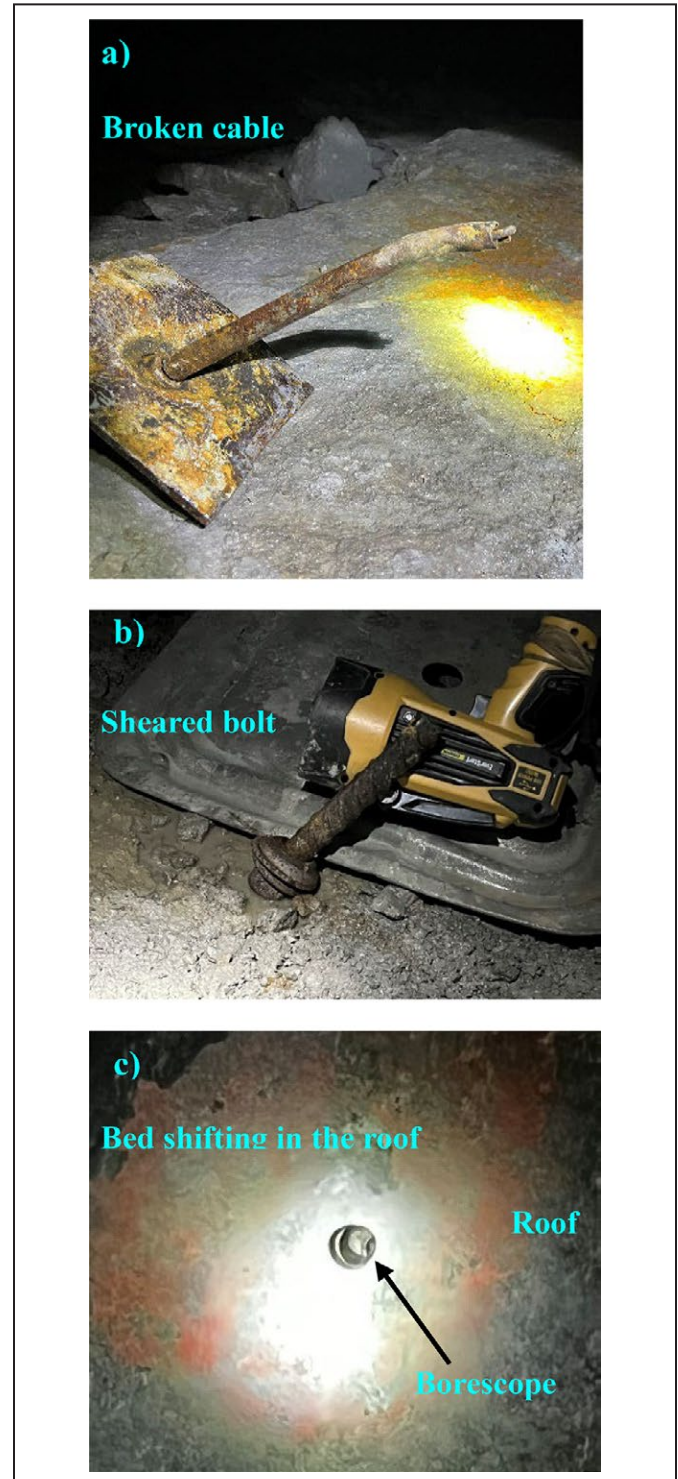 a)
Broken cable
b)
Sheared bolt
c)
Bed shifting in the roof
Roof
Borescope